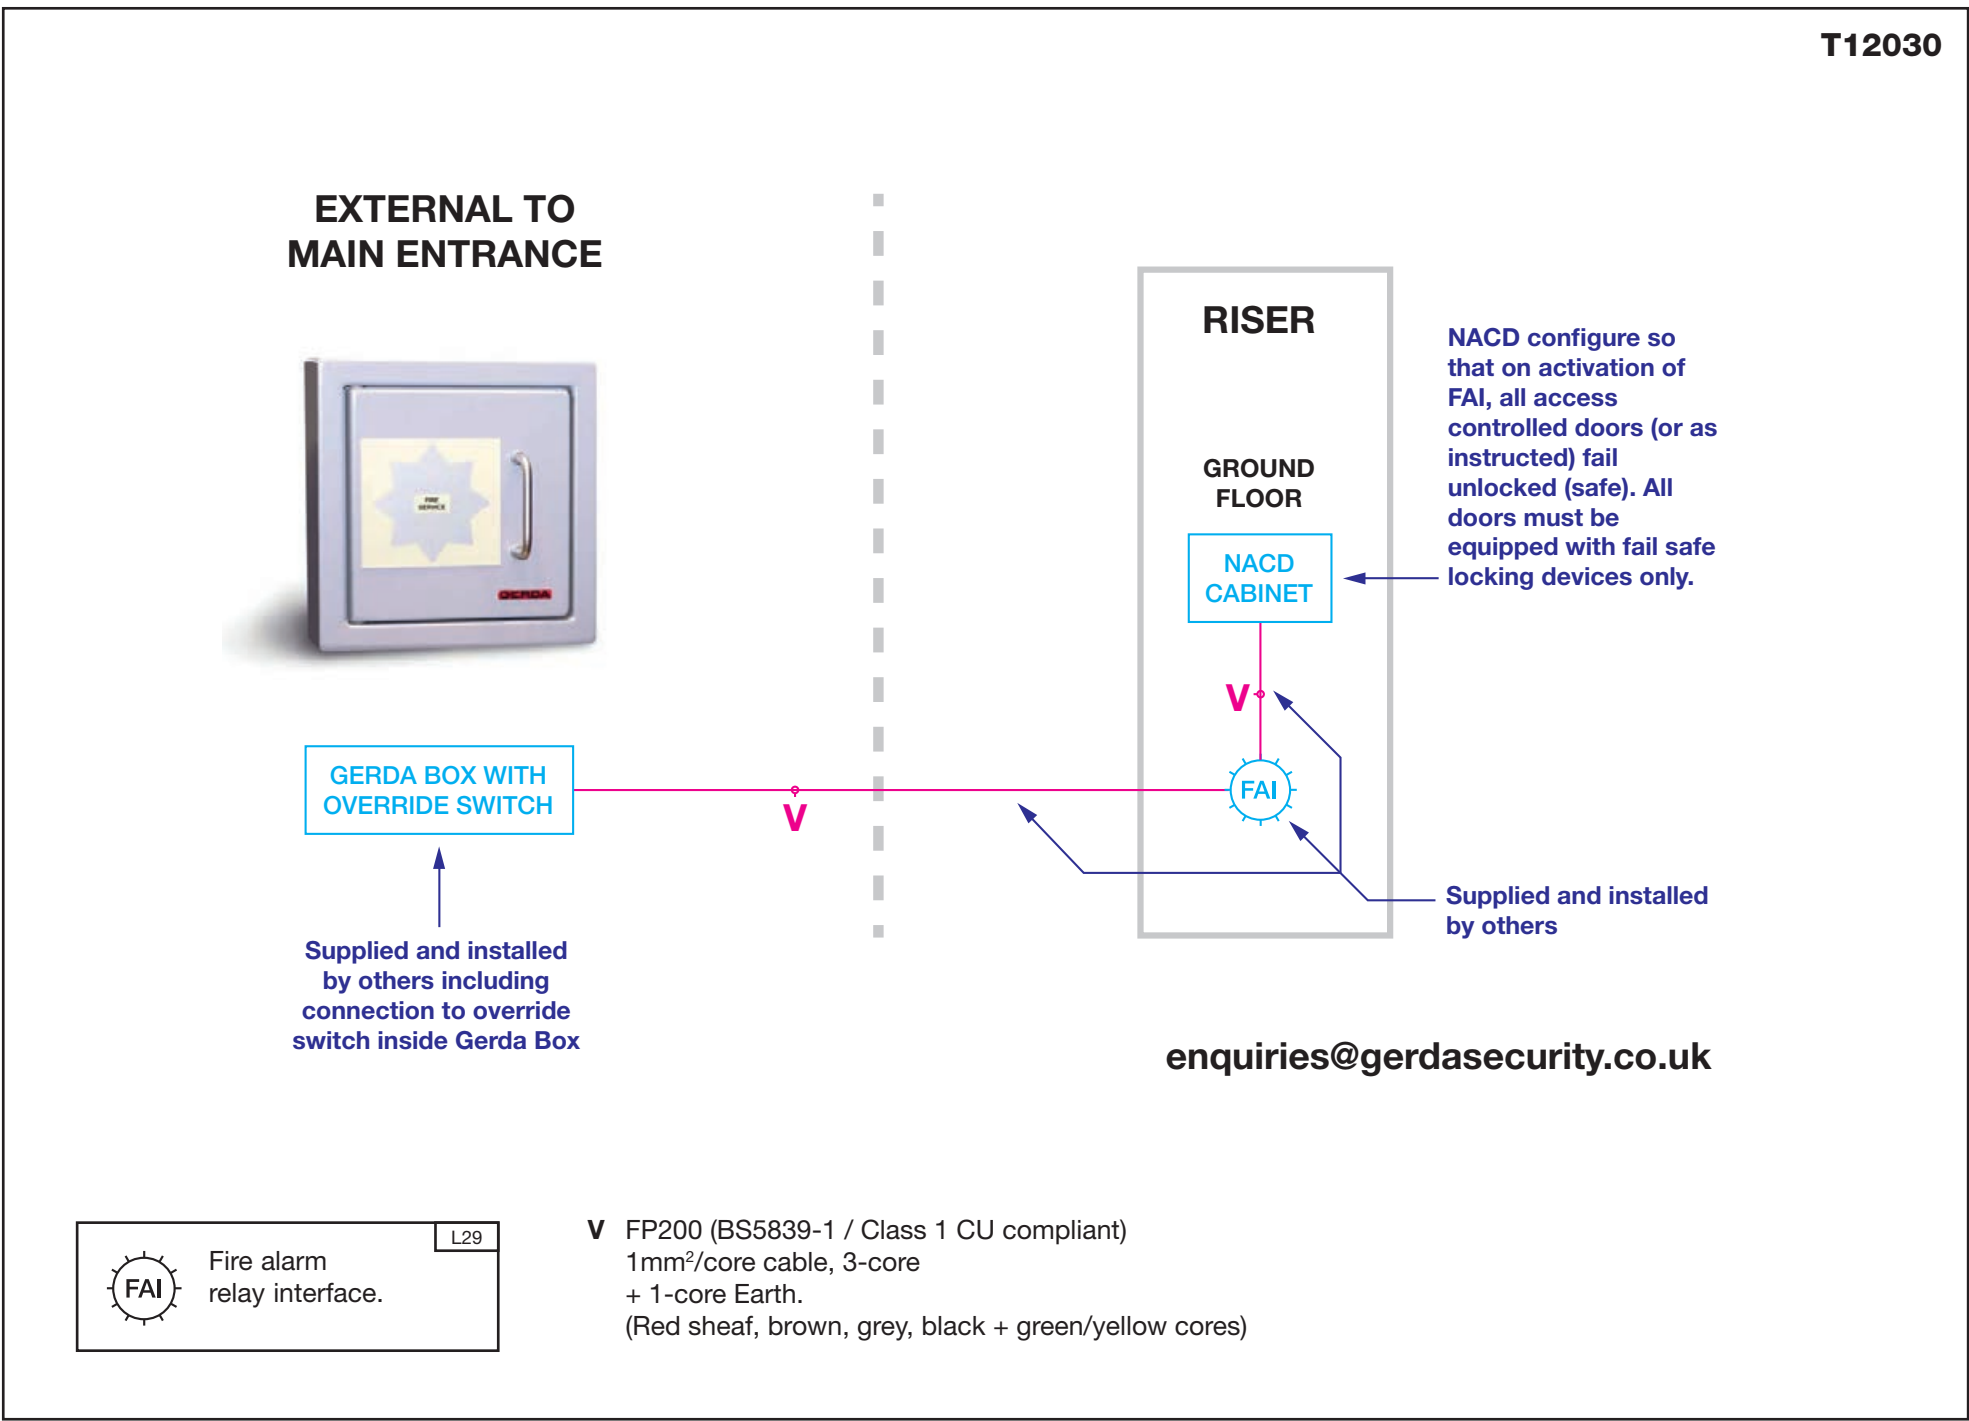 T12030
EXTERNAL TO
MAIN ENTRANCE
FIRE
SERVICE
GERDA
GERDA BOX WITH
OVERRIDE SWITCH
V
Supplied and installed
by others including
connection to override
switch inside Gerda Box
RISER
GROUND
FLOOR
NACD
CABINET
V
FAI
NACD configure so
that on activation of
FAI, all access
controlled doors (or as
instructed) fail
unlocked (safe). All
doors must be
equipped with fail safe
locking devices only.
Supplied and installed
by others
enquiries@gerdasecurity.co.uk
L29
FAI
Fire alarm
relay interface.
V FP200 (BS5839-1 / Class 1 CU compliant)
1mm²/core cable, 3-core
+ 1-core Earth.
(Red sheaf, brown, grey, black + green/yellow cores)